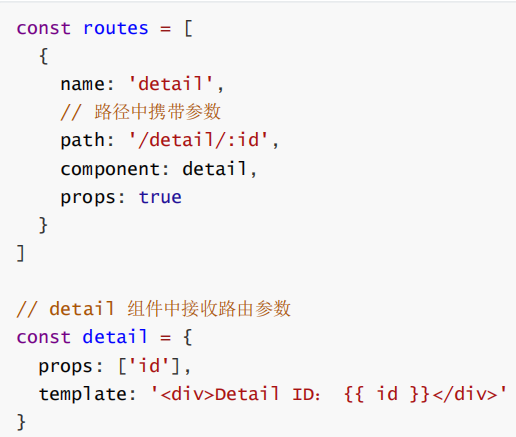 const routes = [
  {
    name: 'detail',
    // 路径中携带参数
    path: '/detail/:id',
    component: detail,
    props: true
  }
]

// detail 组件中接收路由参数
const detail = {
  props: ['id'],
  template: '<div>Detail ID： {{ id }}</div>'
}